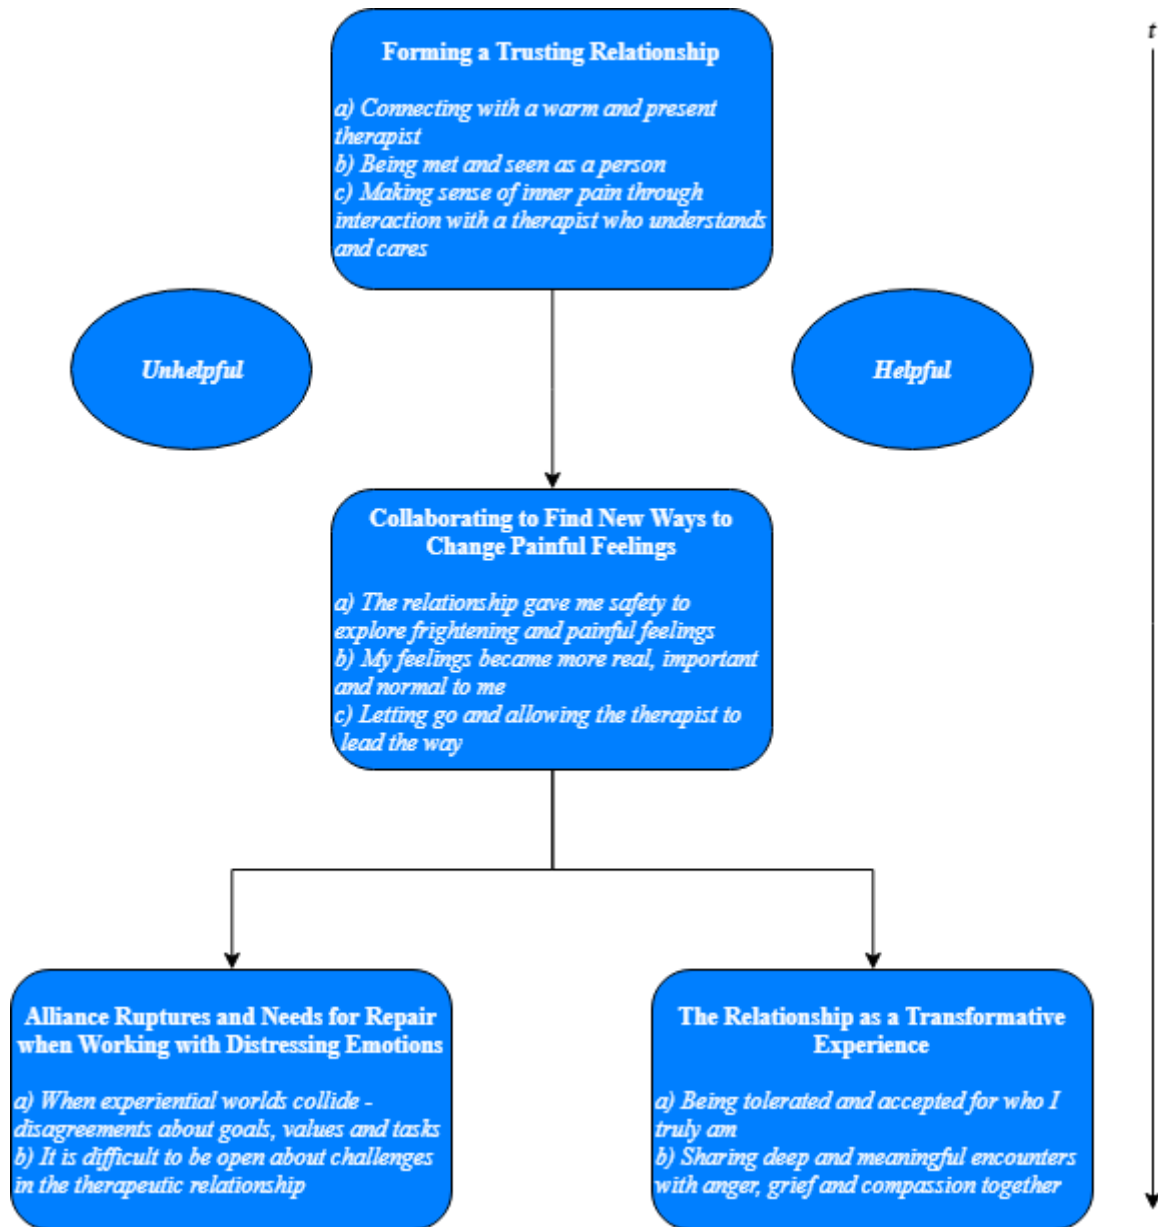 t
Forming a Trusting Relationship
a) Connecting with a warm and present
therapist
b) Being met and seen as a person
c) Making sense of inner pain through
interaction with a therapist who understands
and cares
Unhelpful
Helpful
Collaborating to Find New Ways to
Change Painful Feelings
a) The relationship gave me safety to
explore frightening and painful feelings
b) My feelings became more real, important
and normal to me
c) Letting go and allowing the therapist to
lead the way
Alliance Ruptures and Needs for Repair
when Working with Distressing Emotions
a) When experiential worlds collide -
disagreements about goals, values and tasks
b) It is difficult to be open about challenges
in the therapeutic relationship
The Relationship as a Transformative
Experience
a) Being tolerated and accepted for who I
truly am
b) Sharing deep and meaningful encounters
with anger, grief and compassion together